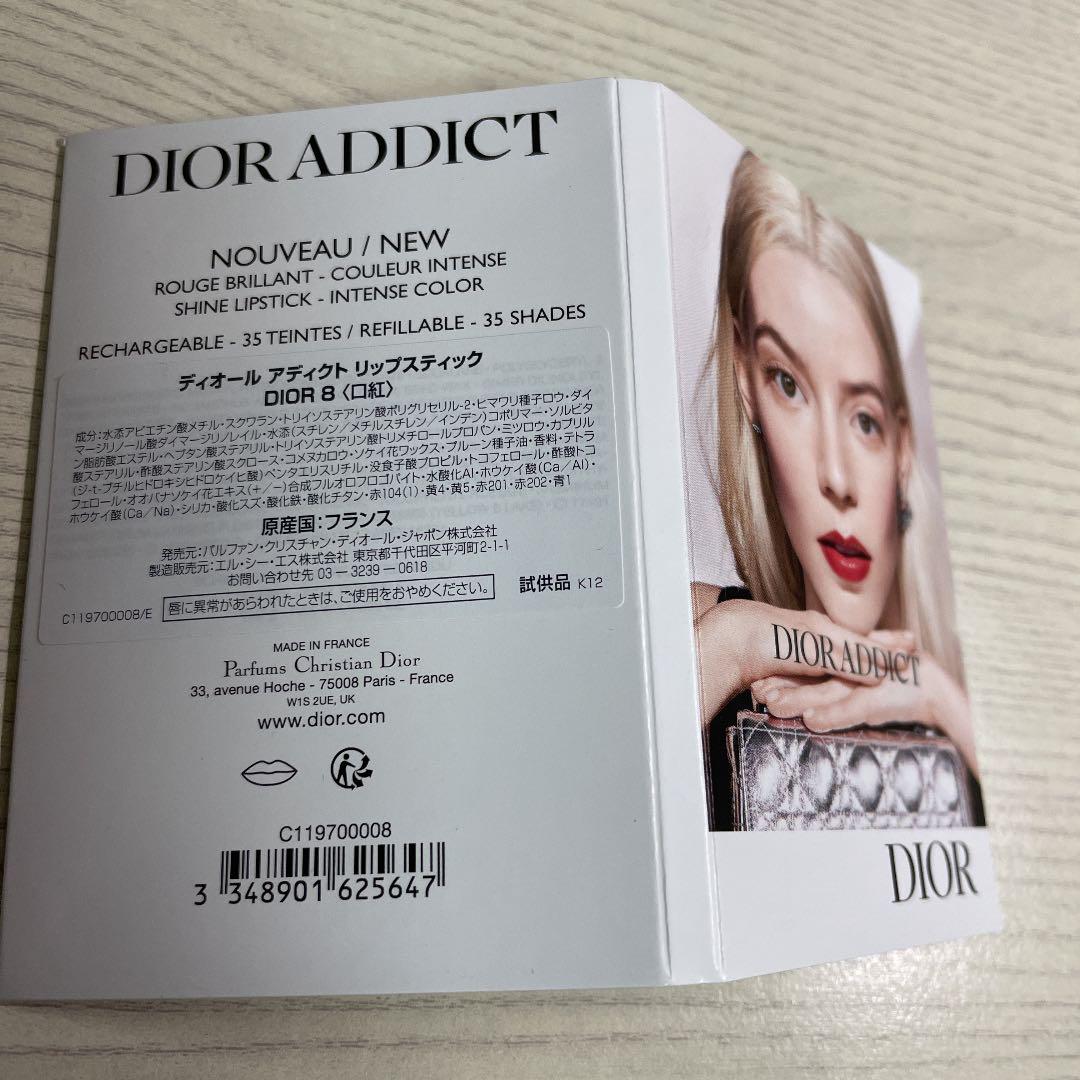 DIOR ADDICT
NOUVEAU / NEW
ROUGE BRILLANT - COULEUR INTENSE
SHINE LIPSTICK - INTENSE COLOR
RECHARGEABLE - 35 TEINTES / REFILLABLE - 35 SHADES
ディオール アディクト リップスティック
DIOR 8 〈口紅〉
成分:水添アビエチン酸メチル・スクワラン・トリイソステアリン酸ポリグリセリル-2・ヒマワリ種子ロウ・ダイ
マージリノール酸ダイマージリノレイル・水添(スチレン/メチルスチレン/インデン)コポリマー・ソルビタ
ン脂肪酸エステル・ヘプタン酸ステアリル・トリイソステアリン酸トリメチロールプロパン・ミツロウ・カプリル
酸ステアリル・酢酸ステアリン酸スクロース・コメヌカロウ・ソケイ花ワックス・プルーン種子油・香料・テトラ
(ジ-t-ブチルヒドロキシヒドロケイヒ酸)ペンタエリスリチル・没食子酸プロピル・トコフェロール・酢酸トコ
フェロール・オオバナソケイ花エキス(+/-)合成フルオロフロゴパイト・水酸化Al・ホウケイ酸(Ca/Al)・
ホウケイ酸(Ca/Na)・シリカ・酸化スズ・酸化鉄・酸化チタン・赤104(1)・黄4・黄5・赤201・赤202・青1
原産国:フランス
発売元:パルファン・クリスチャン・ディオール・ジャポン株式会社
製造販売元:エル・シー・エス株式会社 東京都千代田区平河町2-1-1
お問い合わせ先 03-3239-0618
C119700008/E 唇に異常があらわれたときは、ご使用をおやめください。 試供品 K12
MADE IN FRANCE
Parfums Christian Dior
33, avenue Hoche - 75008 Paris - France
W1S 2UE, UK
www.dior.com
C119700008
3 348901 625647
DIOR ADDICT
DIOR